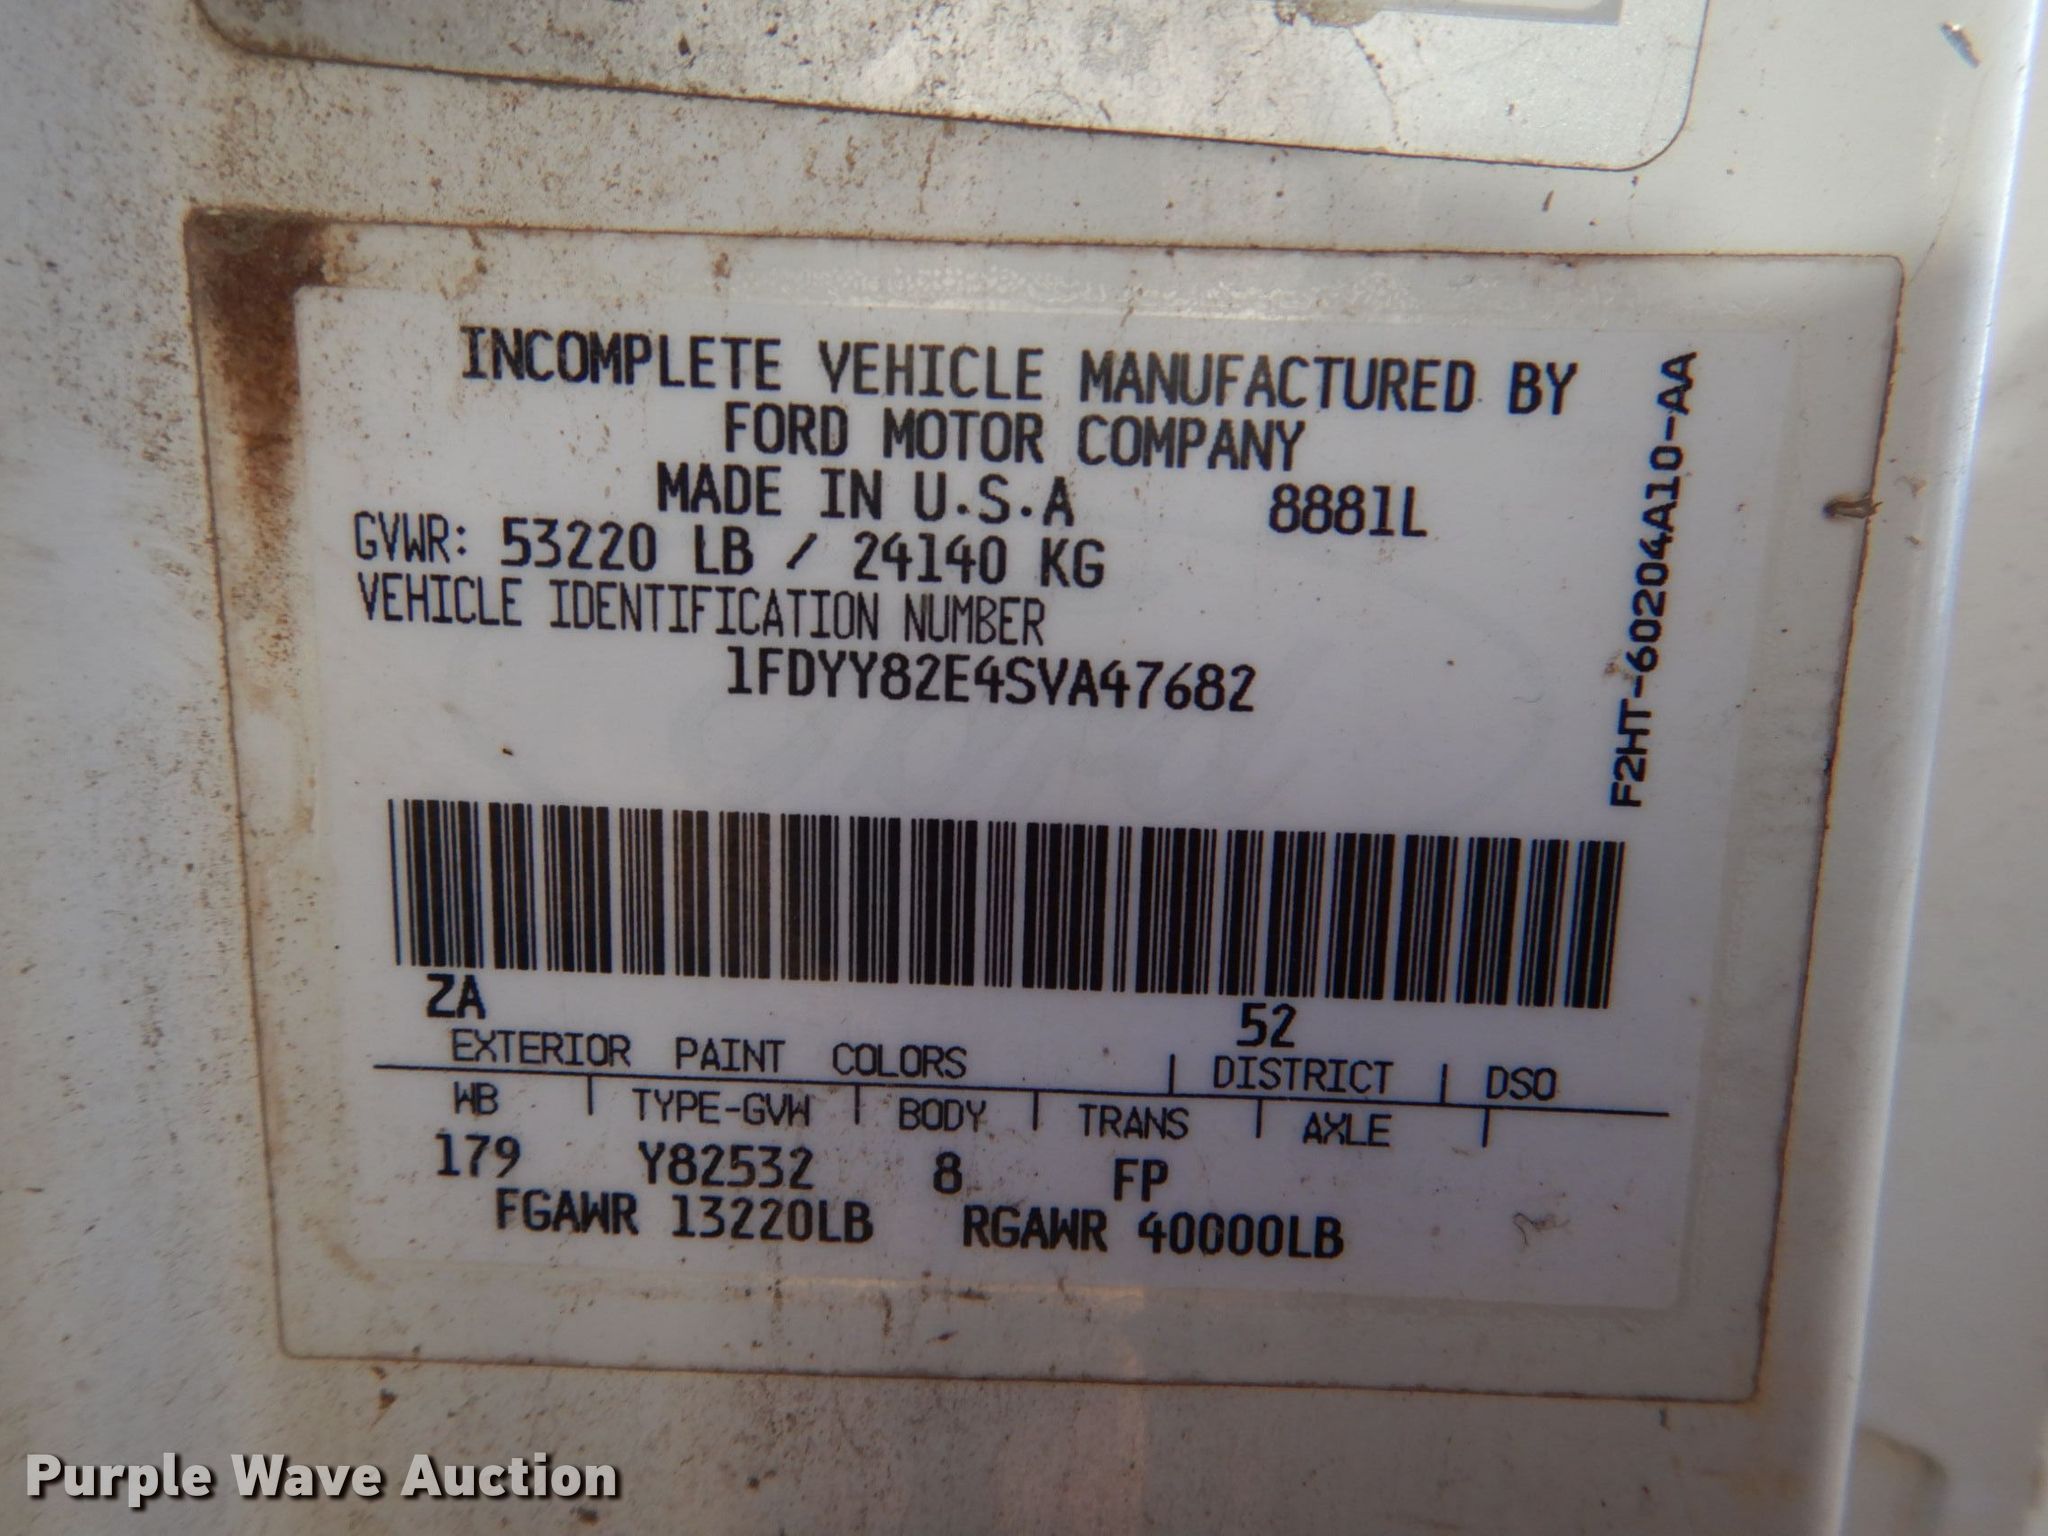 INCOMPLETE VEHICLE MANUFACTURED BY
FORD MOTOR COMPANY
MADE IN U.S.A 8881L
GVWR: 53220 LB / 24140 KG
VEHICLE IDENTIFICATION NUMBER
1FDYY82E4SVA47682
F2HT-60204A10-AA
ZA 52
EXTERIOR PAINT COLORS | DISTRICT | DSO
WB | TYPE-GVW | BODY | TRANS | AXLE |
179 Y82532 8 FP
FGAWR 13220LB RGAWR 40000LB
Purple Wave Auction